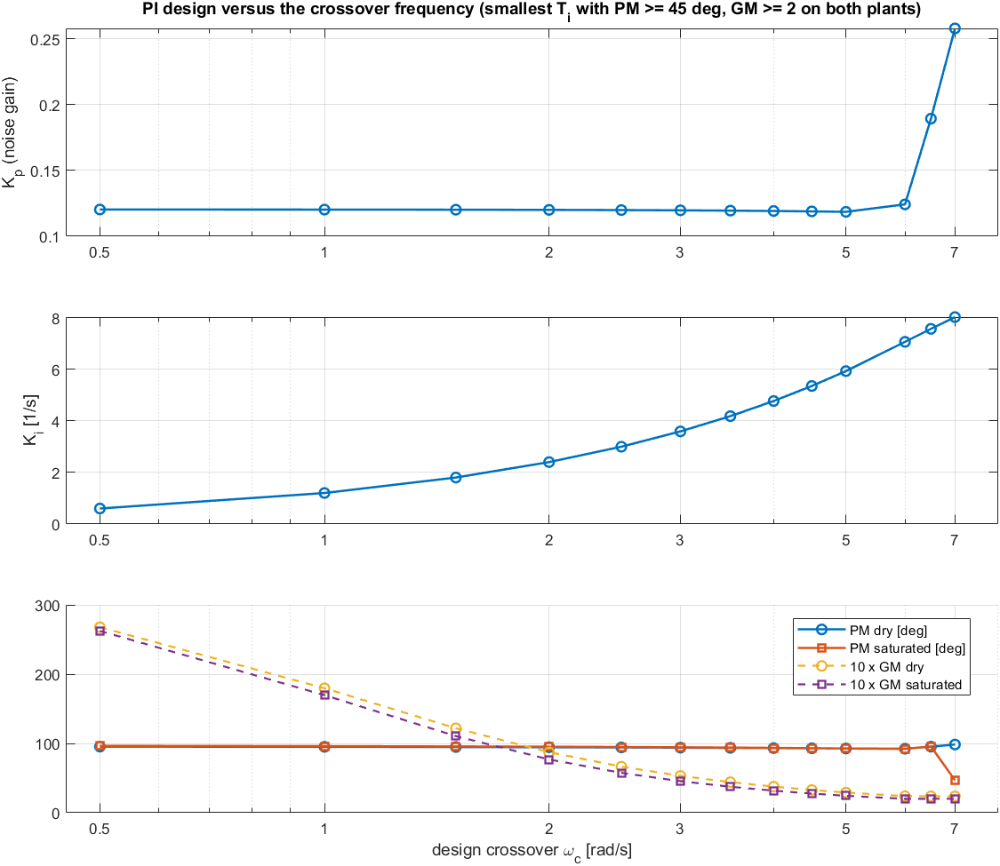 PI design versus the crossover frequency (smallest T_i with PM >= 45 deg, GM >= 2 on both plants)
K_p (noise gain)
0.25
0.2
0.15
0.1
0.5 1 2 3 5 7
K_i [1/s]
8
6
4
2
0
0.5 1 2 3 5 7
300
200
100
0
PM dry [deg]
PM saturated [deg]
10 x GM dry
10 x GM saturated
0.5 1 2 3 5 7
design crossover ω_c [rad/s]